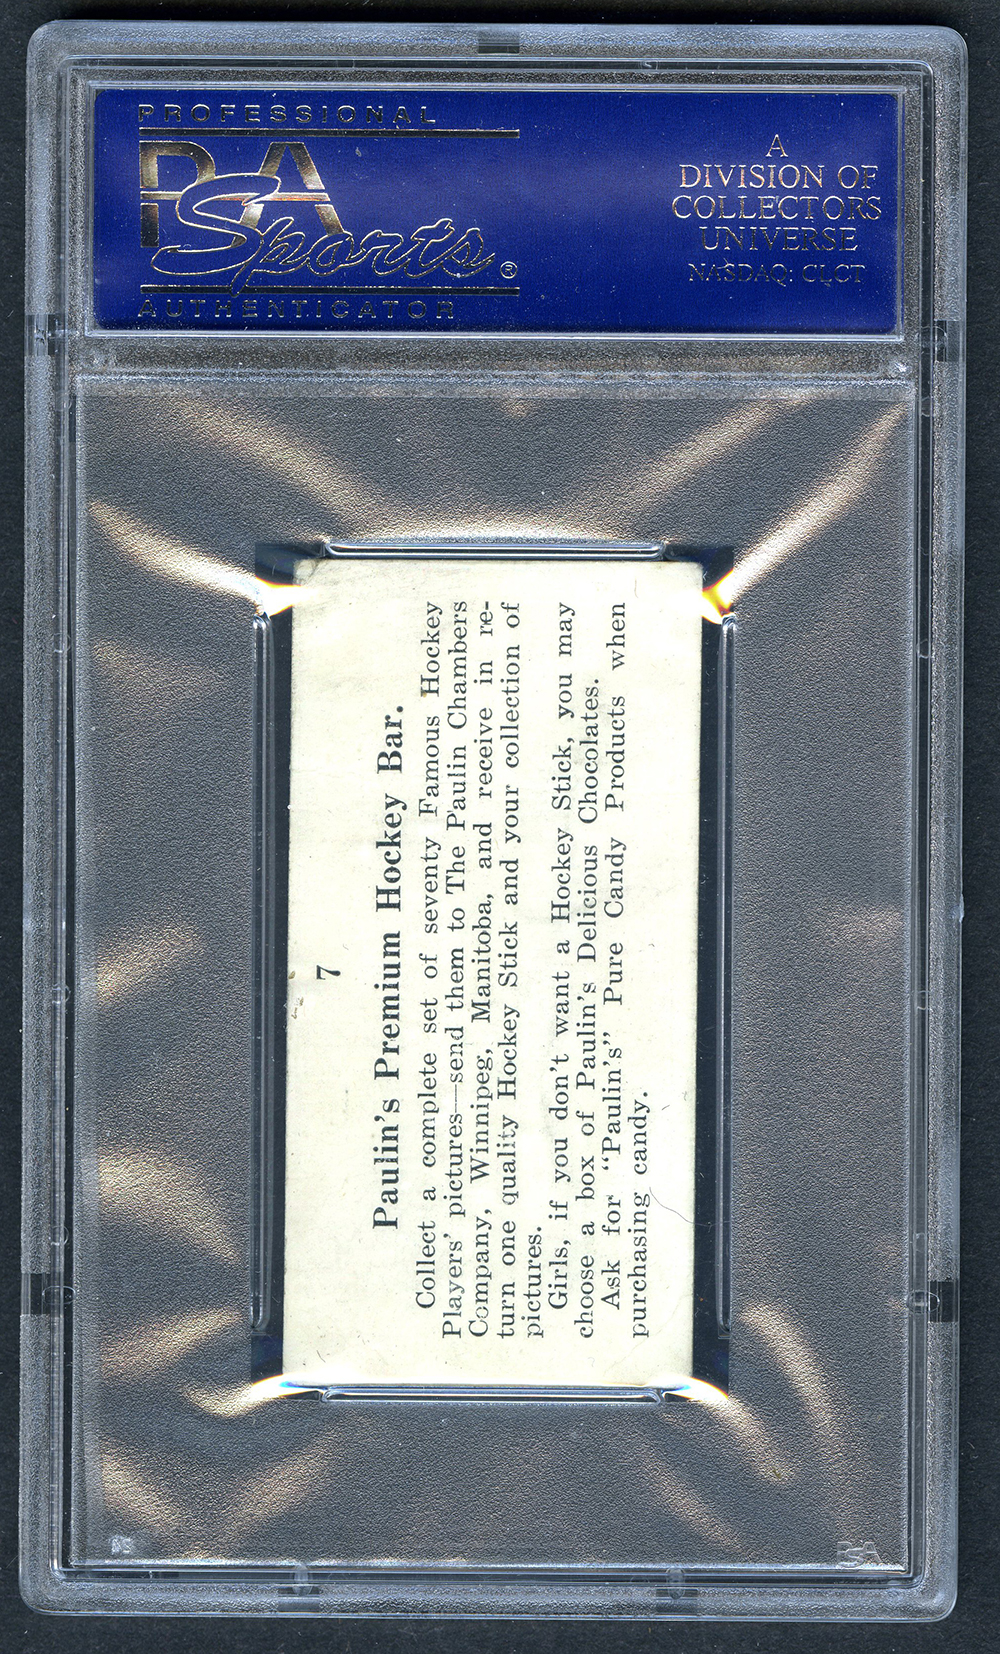 PROFESSIONAL
PSA
Sports®
AUTHENTICATOR
A
DIVISION OF
COLLECTORS
UNIVERSE
NASDAQ: CLCT
7
Paulin's Premium Hockey Bar.
Collect a complete set of seventy Famous Hockey
Players' pictures—send them to The Paulin Chambers
Company, Winnipeg, Manitoba, and receive in re-
turn one quality Hockey Stick and your collection of
pictures.
Girls, if you don't want a Hockey Stick, you may
choose a box of Paulin's Delicious Chocolates.
Ask for "Paulin's" Pure Candy Products when
purchasing candy.
PSA